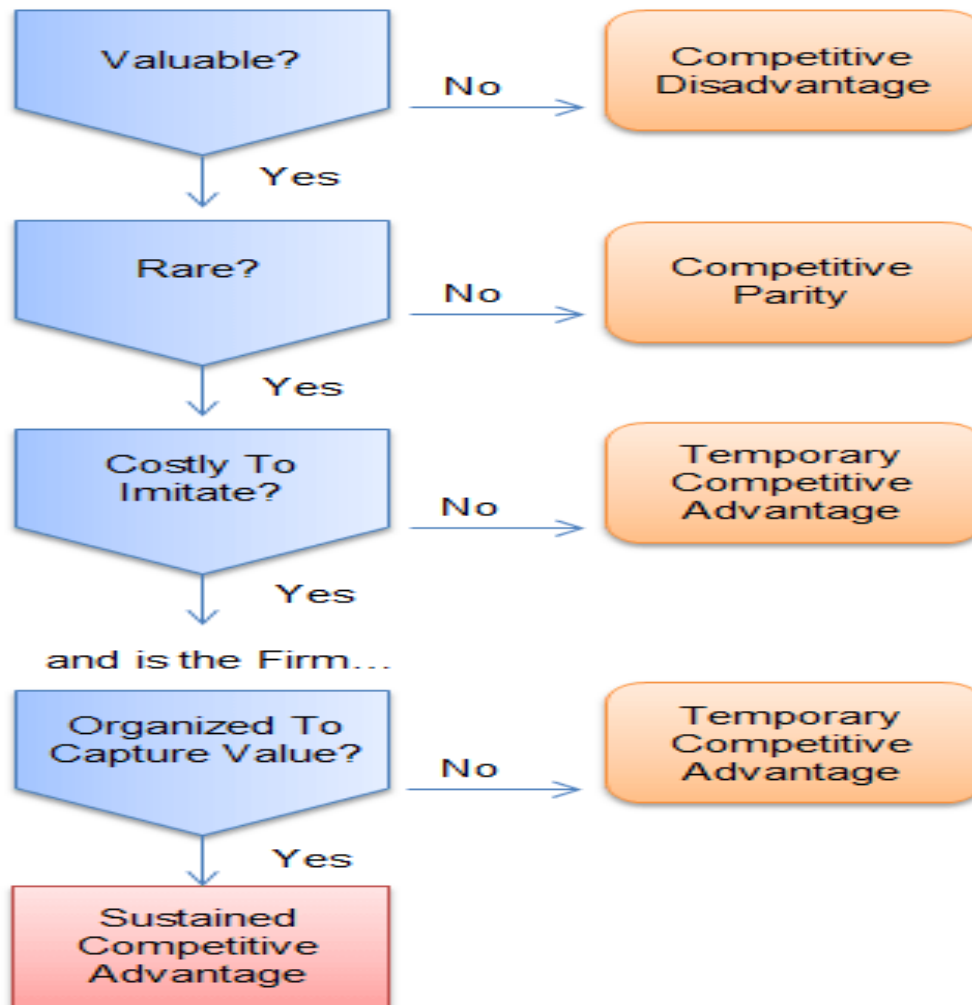 Valuable?
No
Competitive
Disadvantage
Yes
Rare?
No
Competitive
Parity
Yes
Costly To
Imitate?
No
Temporary
Competitive
Advantage
Yes
and is the Firm...
Organized To
Capture Value?
No
Temporary
Competitive
Advantage
Yes
Sustained
Competitive
Advantage